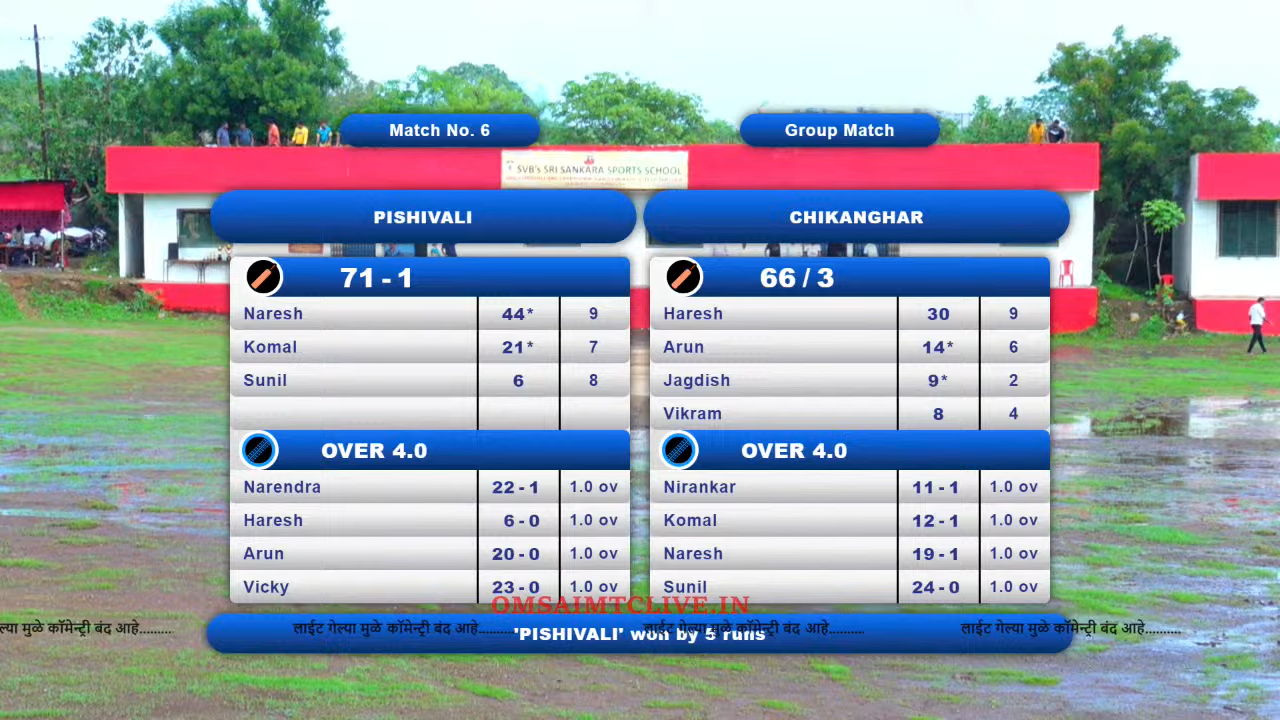 Match No. 6
Group Match
SVB's SRI SANKARA SPORTS SCHOOL
PISHIVALI
CHIKANGHAR
71 - 1
Naresh 44* 9
Komal 21* 7
Sunil 6 8
OVER 4.0
Narendra 22 - 1 1.0 ov
Haresh 6 - 0 1.0 ov
Arun 20 - 0 1.0 ov
Vicky 23 - 0 1.0 ov
66 / 3
Haresh 30 9
Arun 14* 6
Jagdish 9* 2
Vikram 8 4
OVER 4.0
Nirankar 11 - 1 1.0 ov
Komal 12 - 1 1.0 ov
Naresh 19 - 1 1.0 ov
Sunil 24 - 0 1.0 ov
OMSAIMTCLIVE.IN
ल्या मुळे कॉमेन्ट्री बंद आहे......... लाईट गेल्या मुळे कॉमेन्ट्री बंद आहे.......... लाईट गेल्या मुळे कॉमेन्ट्री बंद आहे.......... लाईट गेल्या मुळे कॉमेन्ट्री बंद आहे..........
'PISHIVALI' won by 5 runs